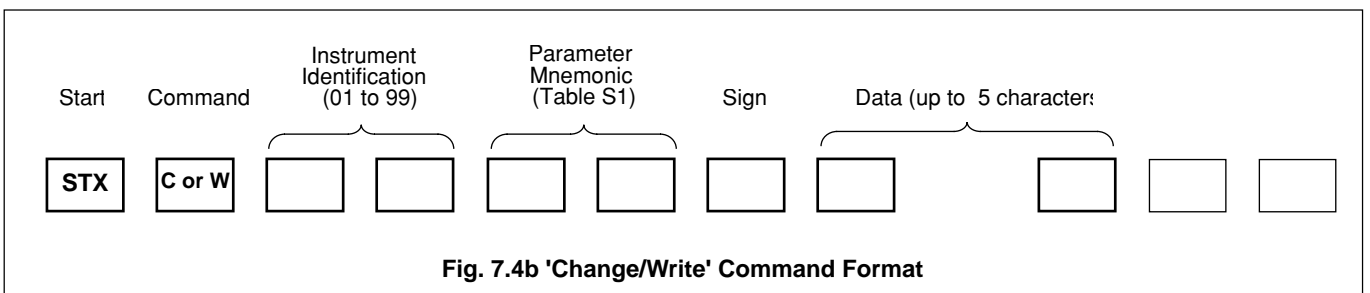 Start
Command
Instrument
Identification
(01 to 99)
Parameter
Mnemonic
(Table S1)
Sign
Data (up to 5 characters
STX
C or W
Fig. 7.4b 'Change/Write' Command Format